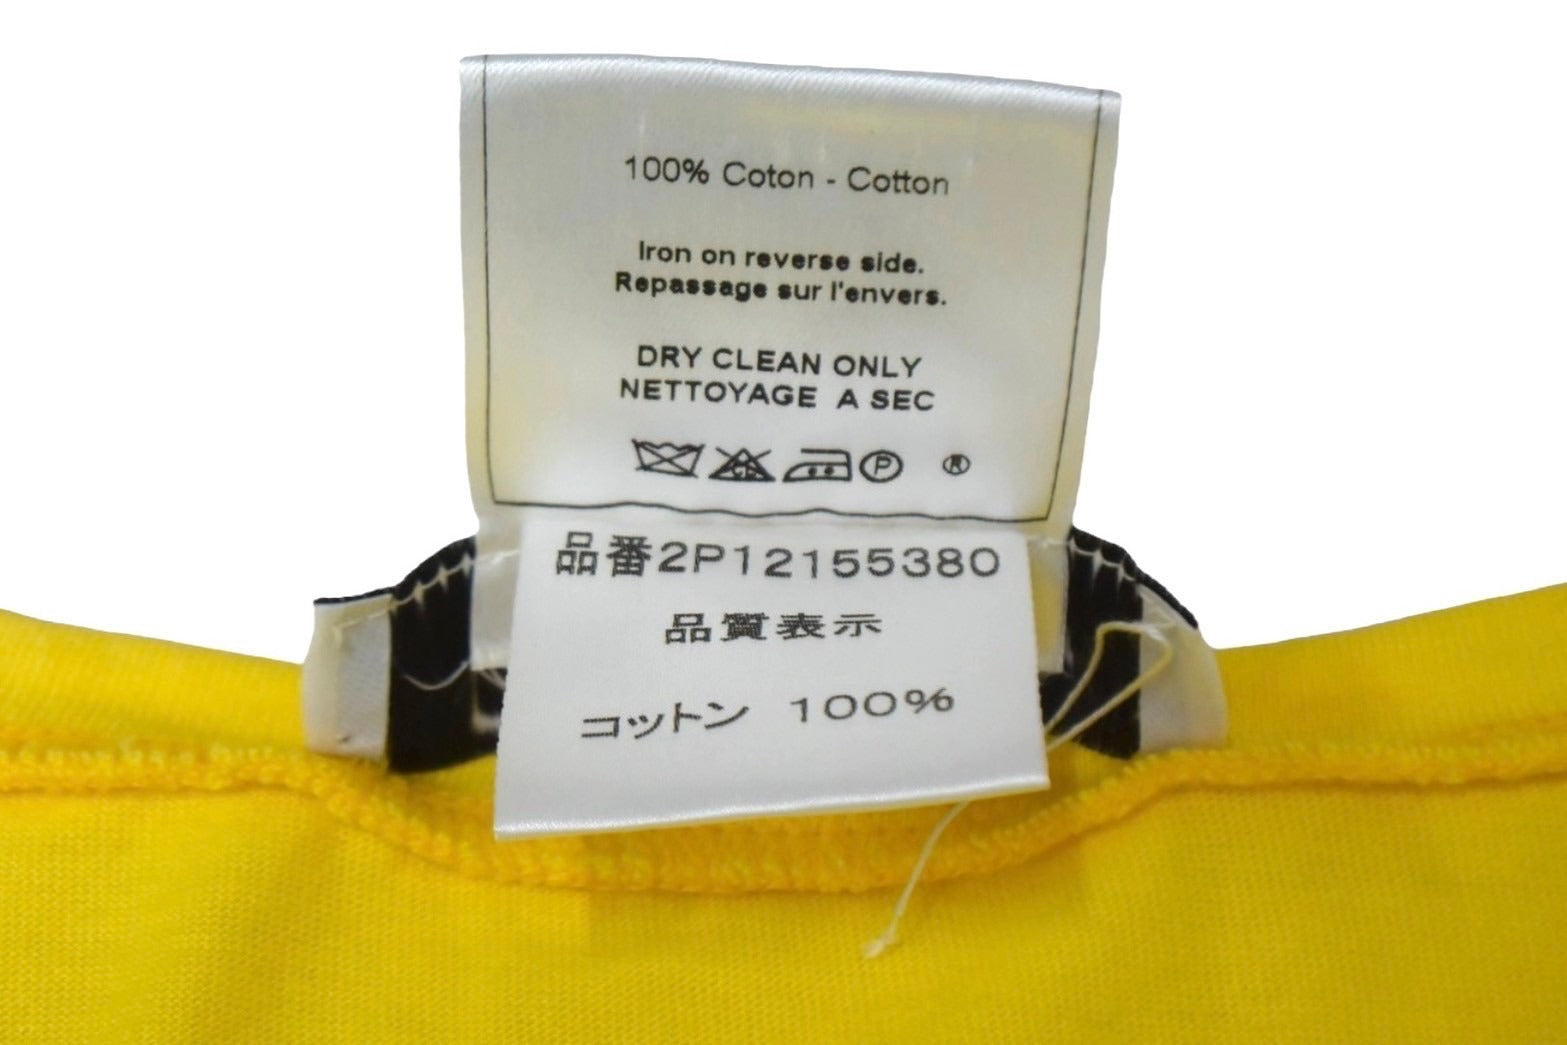 100% Coton - Cotton
Iron on reverse side.
Repassage sur l'envers.
DRY CLEAN ONLY
NETTOYAGE A SEC
CL P ®
品番2P12155380
品質表示
コットン 100%